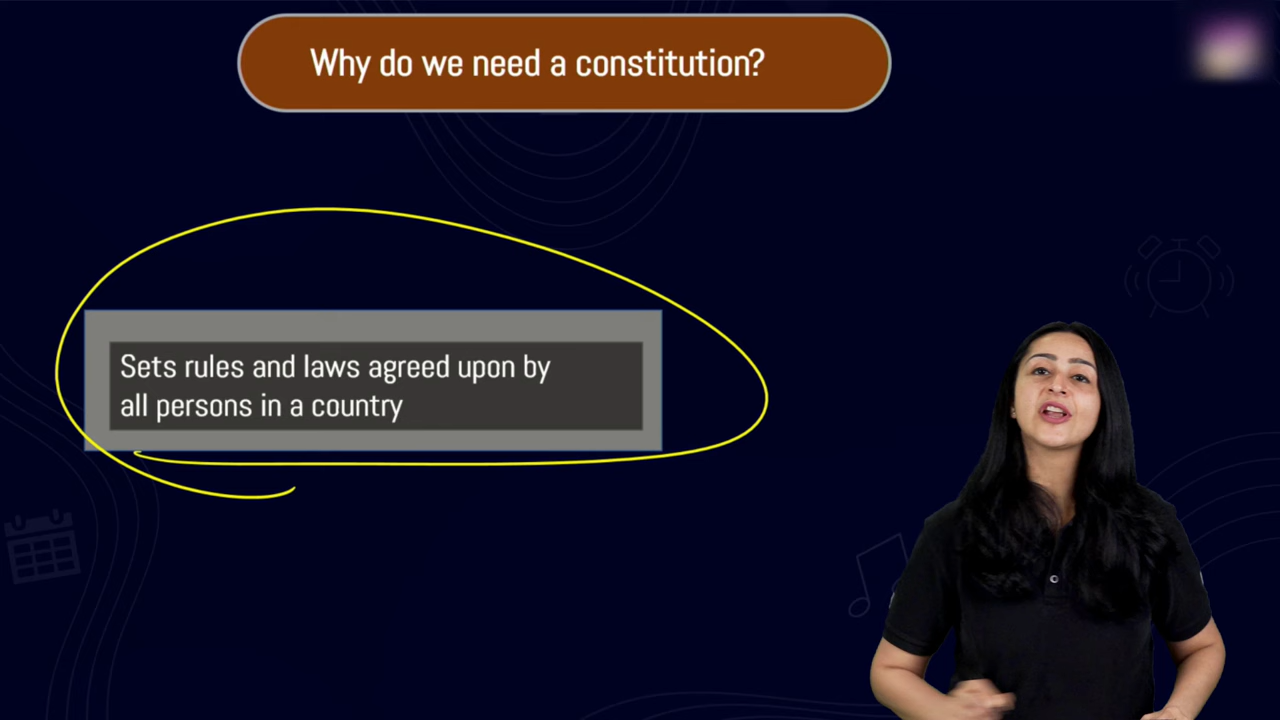 Why do we need a constitution?
Sets rules and laws agreed upon by
all persons in a country